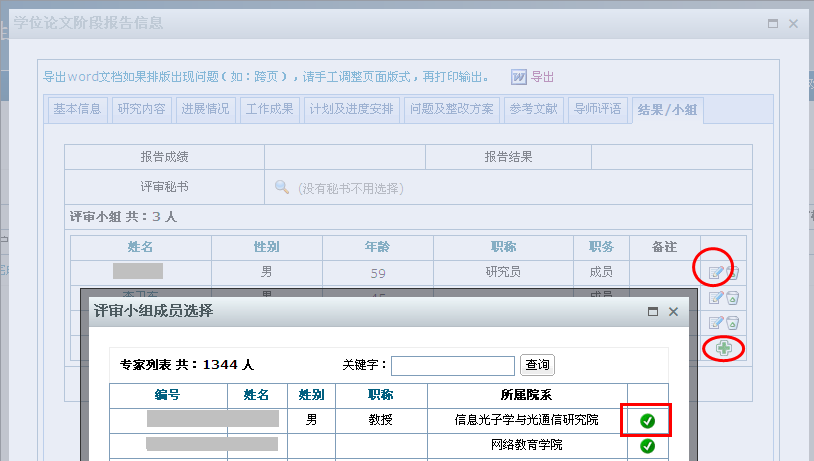 学位论文阶段报告信息
导出word文档如果排版出现问题（如：跨页），请手工调整页面版式，再打印输出。 导出
基本信息 研究内容 进展情况 工作成果 计划及进度安排 问题及整改方案 参考文献 导师评语 结果/小组
报告成绩 报告结果
评审秘书 (没有秘书不用选择)
评审小组 共：3 人
姓名 性别 年龄 职称 职务 备注
男 59 研究员 成员
评审小组成员选择
专家列表 共：1344 人 关键字： 查询
编号 姓名 性别 职称 所属院系
男 教授 信息光子学与光通信研究院
网络教育学院